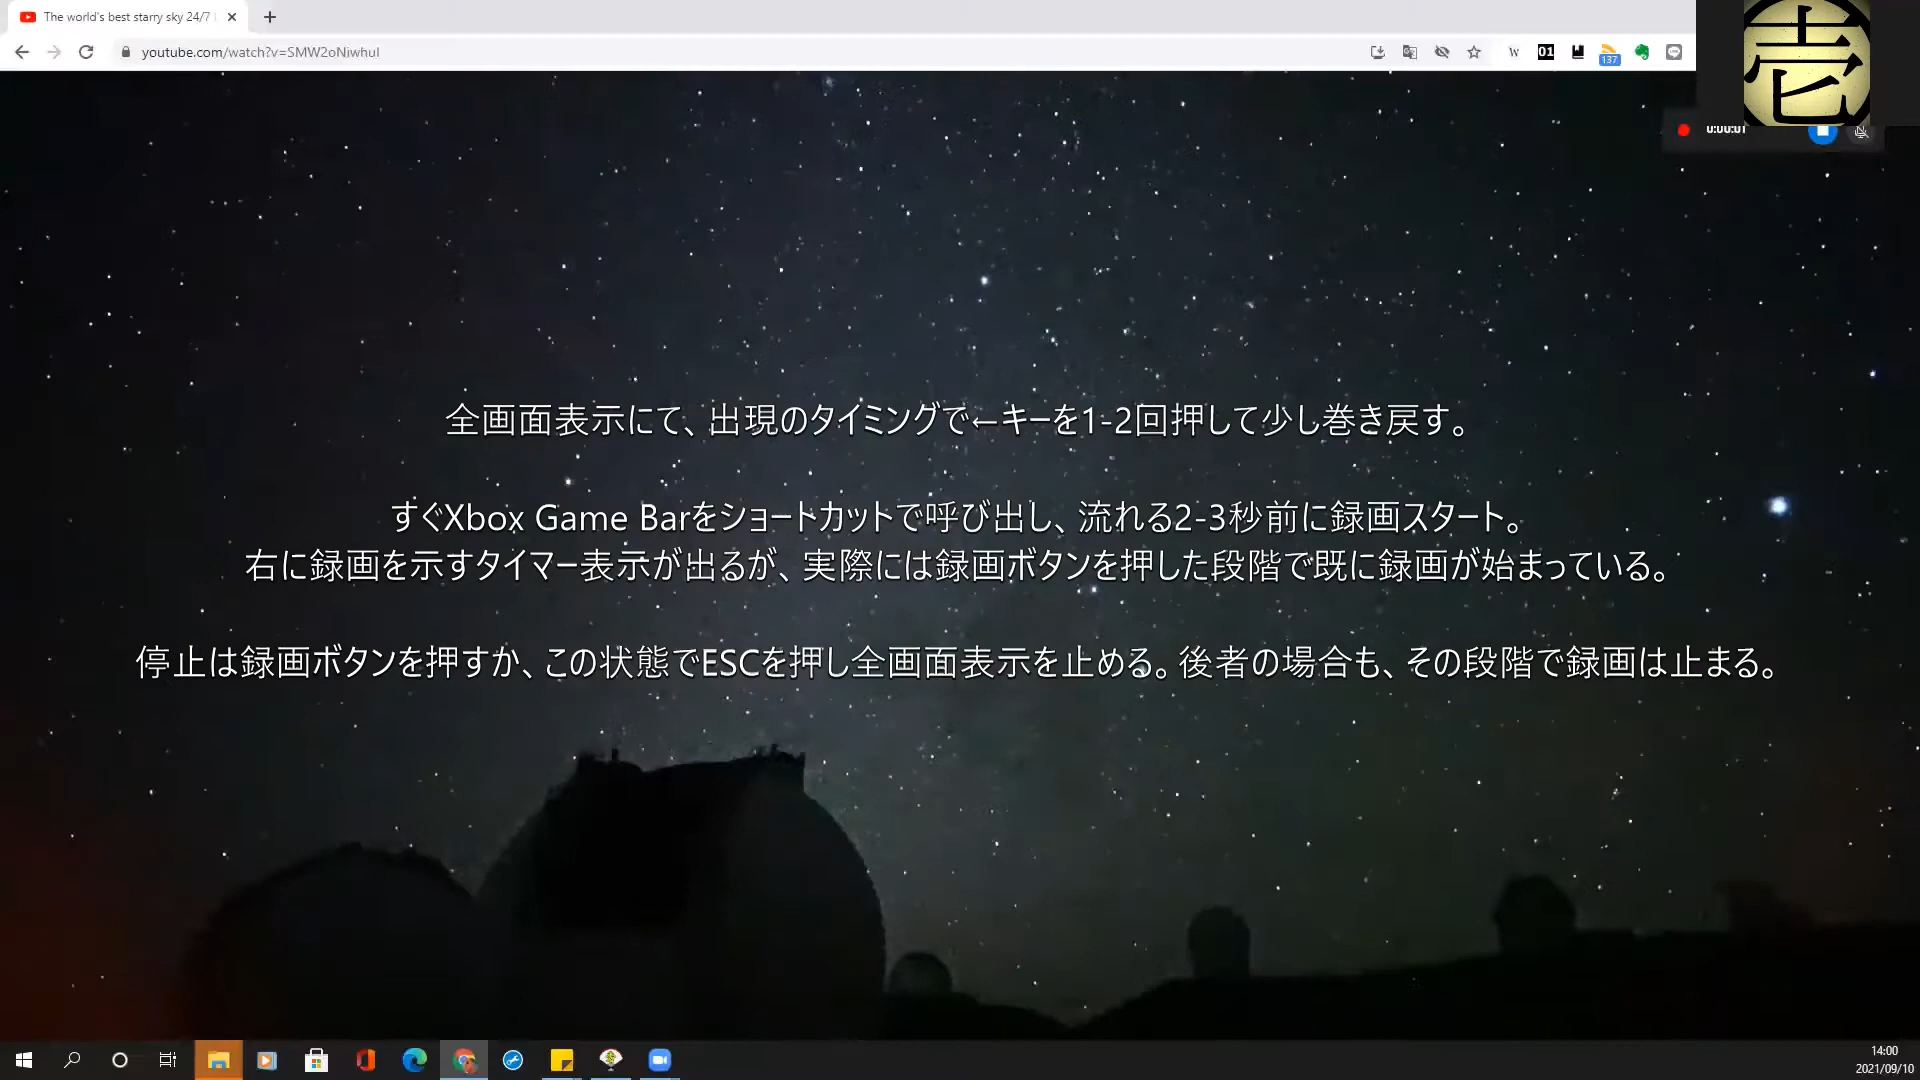 The world's best starry sky 24/7
youtube.com/watch?v=SMW2oNiwhuI
W
01
137
壱
0:00:01
全画面表示にて、出現のタイミングで←キーを1-2回押して少し巻き戻す。
すぐXbox Game Barをショートカットで呼び出し、流れる2-3秒前に録画スタート。
右に録画を示すタイマー表示が出るが、実際には録画ボタンを押した段階で既に録画が始まっている。
停止は録画ボタンを押すか、この状態でESCを押し全画面表示を止める。後者の場合も、その段階で録画は止まる。
14:00
2021/09/10